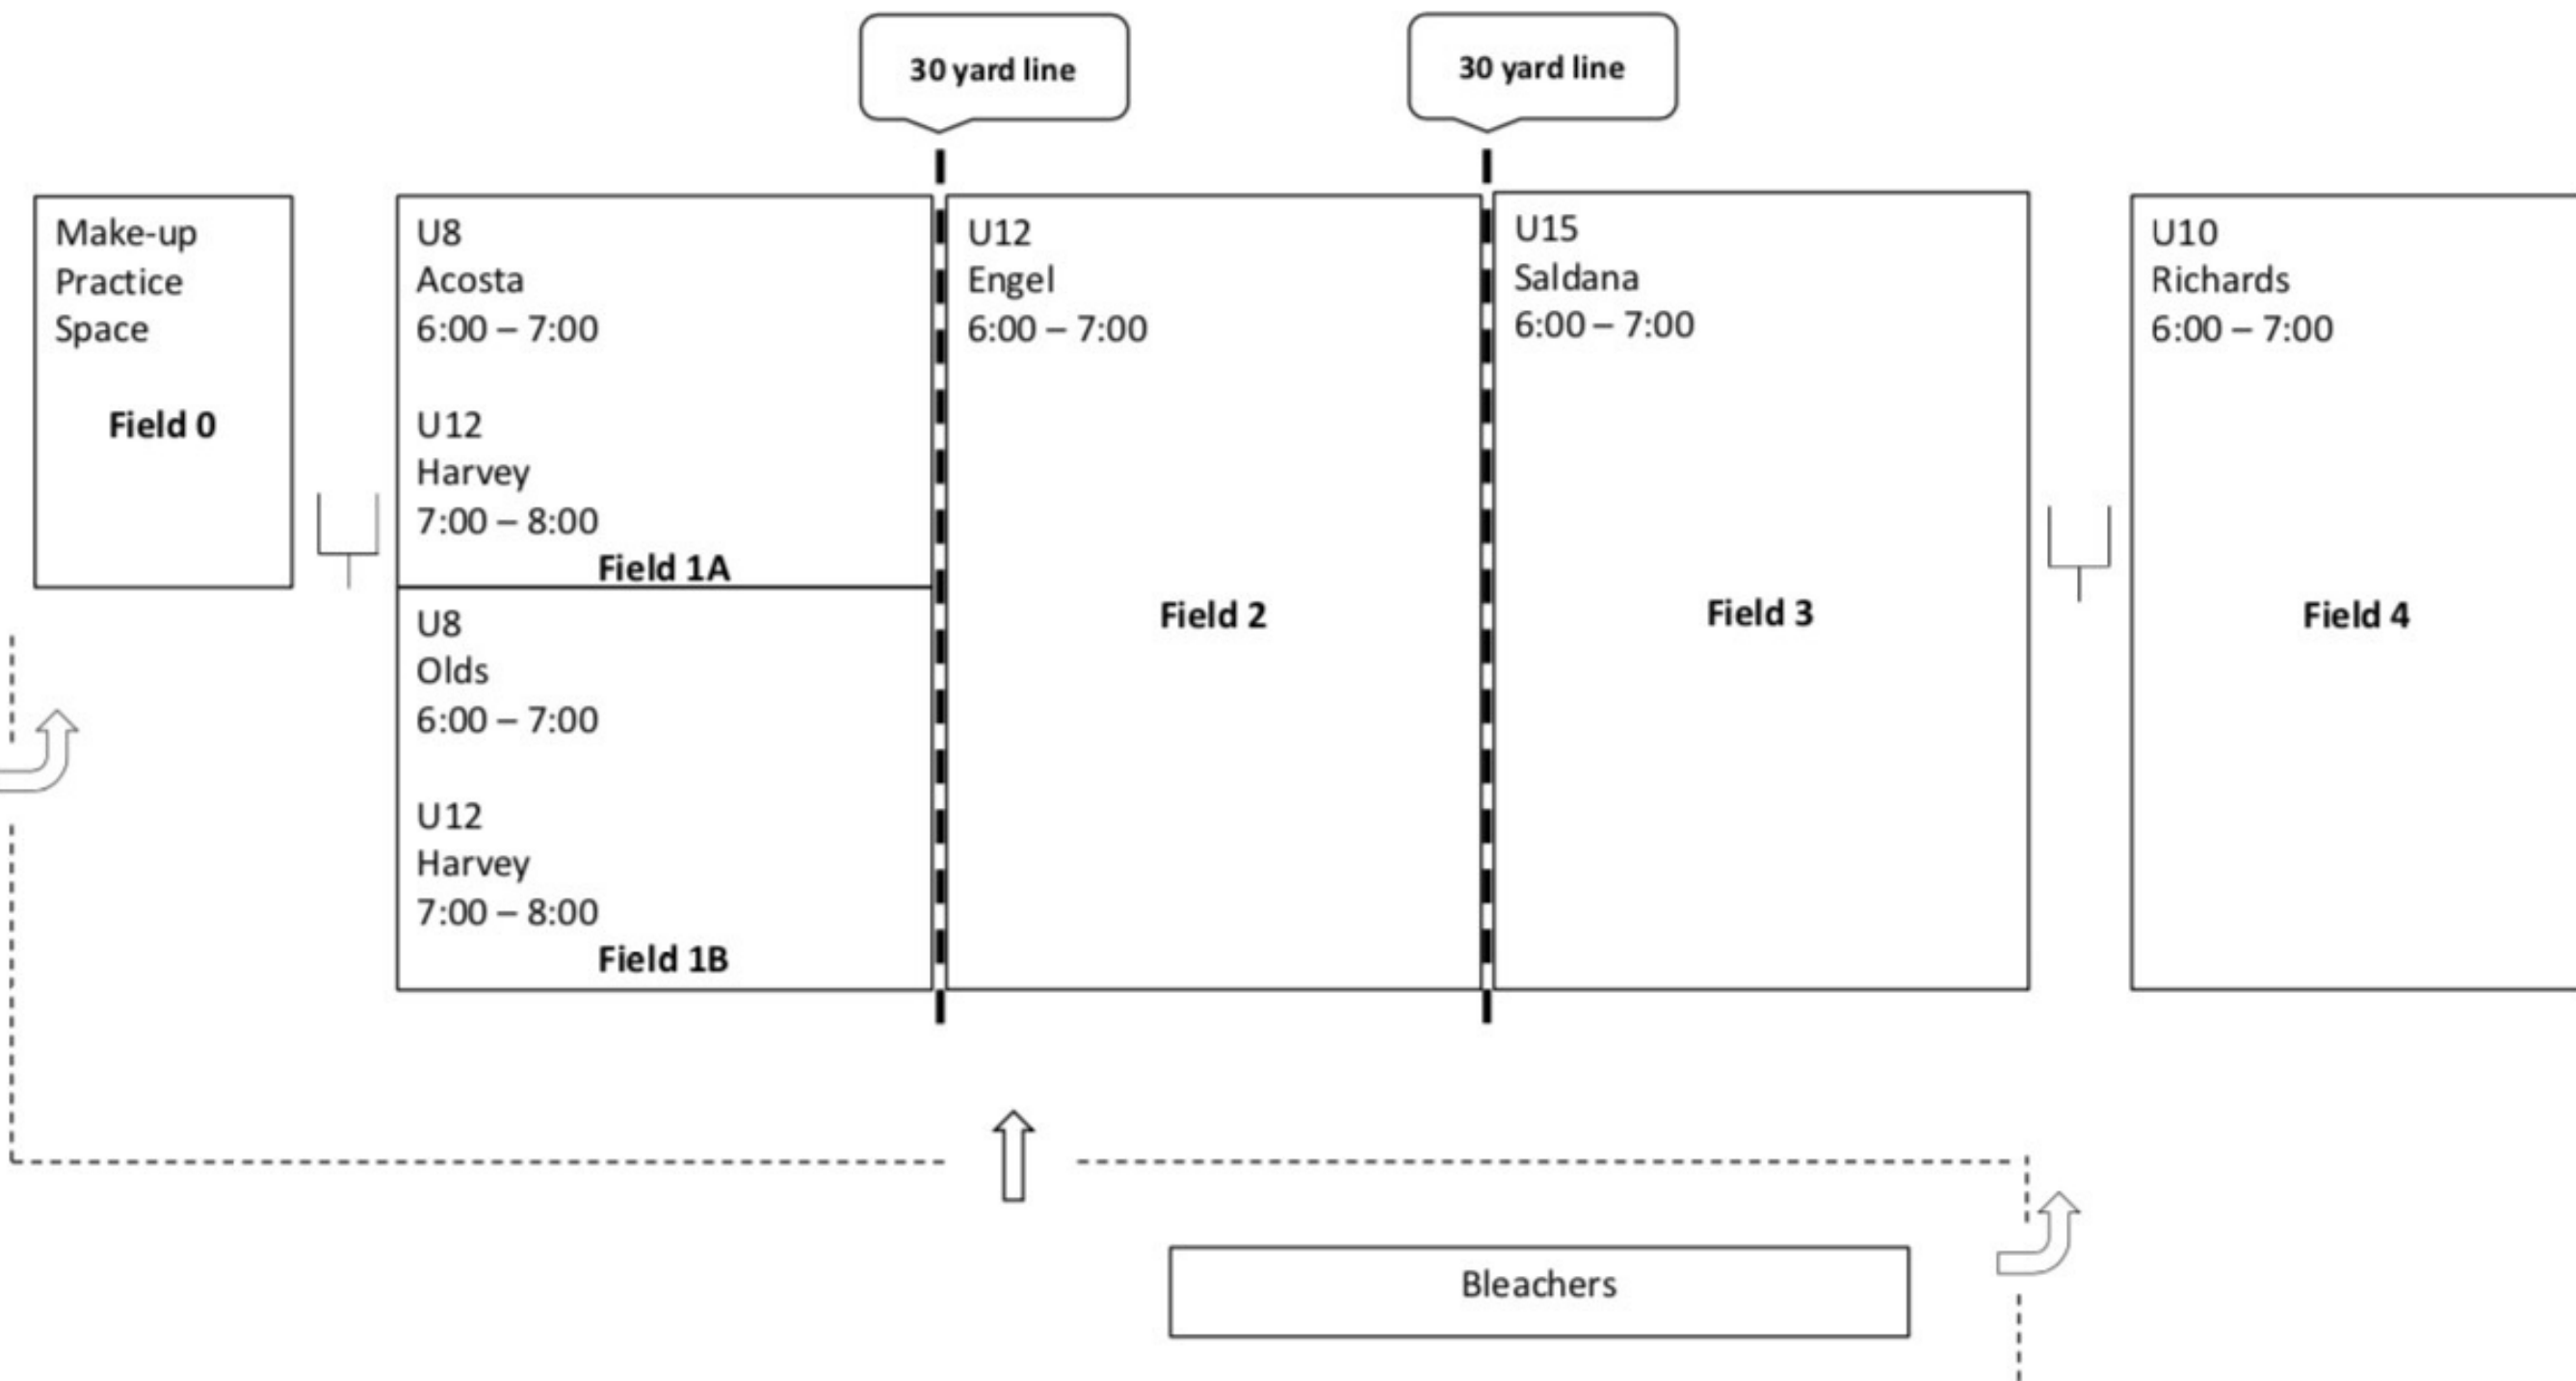 30 yard line
30 yard line
Make-up
Practice
Space
Field 0
U8
Acosta
6:00 – 7:00
U12
Harvey
7:00 – 8:00
Field 1A
U8
Olds
6:00 – 7:00
U12
Harvey
7:00 – 8:00
Field 1B
U12
Engel
6:00 – 7:00
Field 2
U15
Saldana
6:00 – 7:00
Field 3
U10
Richards
6:00 – 7:00
Field 4
Bleachers